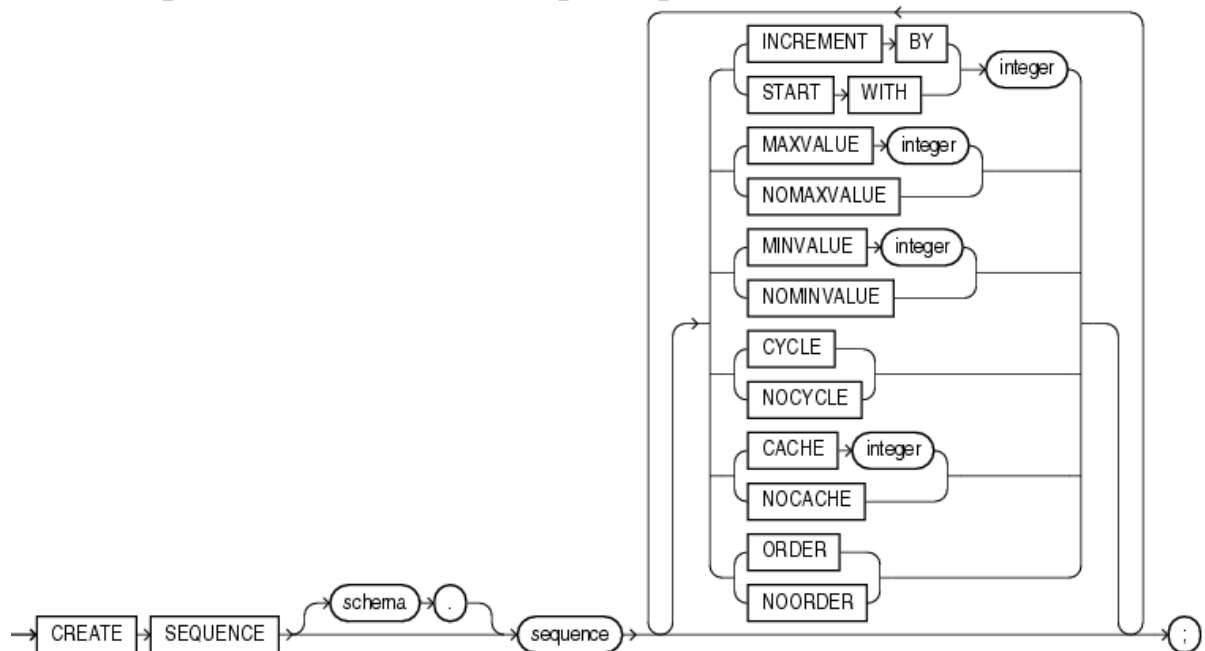 INCREMENT BY
integer
START WITH
MAXVALUE integer
NOMAXVALUE
MINVALUE integer
NOMINVALUE
CYCLE
NOCYCLE
CACHE integer
NOCACHE
ORDER
schema .
NOORDER
CREATE SEQUENCE sequence ;